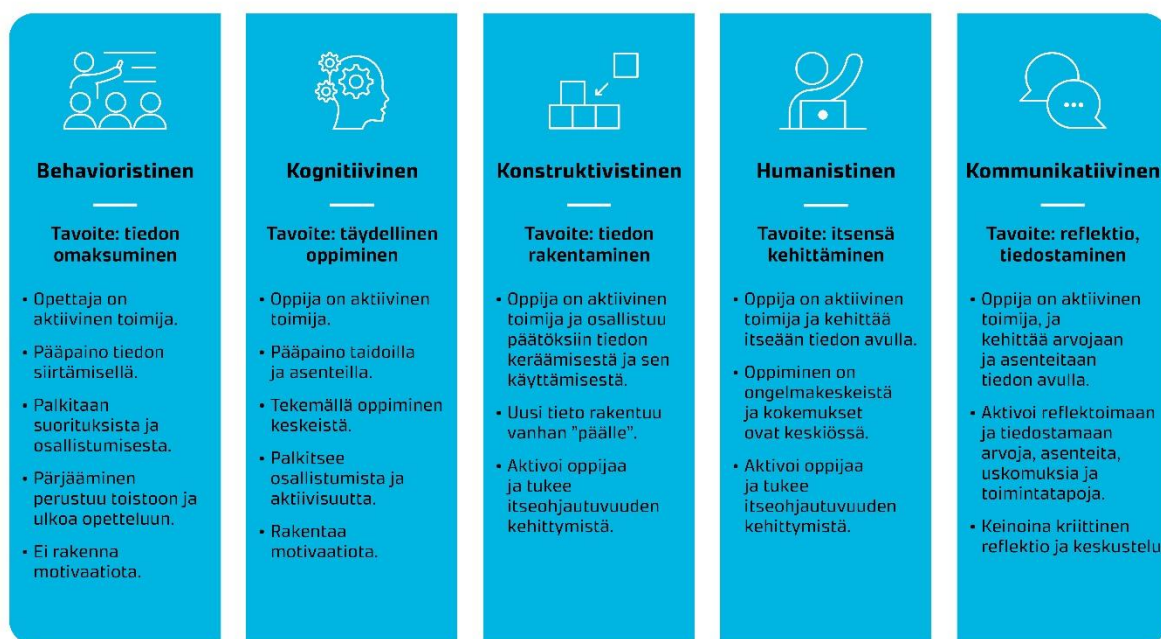 Behavioristinen
Tavoite: tiedon
omaksuminen
• Opettaja on
aktiivinen toimija.
• Pääpaino tiedon
siirtämisellä.
• Palkitaan
suorituksista ja
osallistumisesta.
• Pärjääminen
perustuu toistoon ja
ulkoa opetteluun.
• Ei rakenna
motivaatiota.
Kognitiivinen
Tavoite: täydellinen
oppiminen
• Oppija on aktiivinen
toimija.
• Pääpaino taidoilla
ja asenteilla.
• Tekemällä oppiminen
keskeistä.
• Palkitsee
osallistumista ja
aktiivisuutta.
• Rakentaa
motivaatiota.
Konstruktivistinen
Tavoite: tiedon
rakentaminen
• Oppija on aktiivinen
toimija ja osallistuu
päätöksiin tiedon
keräämisestä ja sen
käyttämisestä.
• Uusi tieto rakentuu
vanhan ”päälle”.
• Aktivoi oppijaa
ja tukee
itseohjautuvuuden
kehittymistä.
Humanistinen
Tavoite: itsensä
kehittäminen
• Oppija on aktiivinen
toimija ja kehittää
itseään tiedon avulla.
• Oppiminen on
ongelmakeskeistä
ja kokemukset
ovat keskiössä.
• Aktivoi oppijaa
ja tukee
itseohjautuvuuden
kehittymistä.
Kommunikatiivinen
Tavoite: reflektio,
tiedostaminen
• Oppija on aktiivinen
toimija, ja
kehittää arvojaan
ja asenteitaan
tiedon avulla.
• Aktivoi reflektoimaan
ja tiedostamaan
arvoja, asenteita,
uskomuksia ja
toimintatapoja.
• Keinoina kriittinen
reflektio ja keskustelu